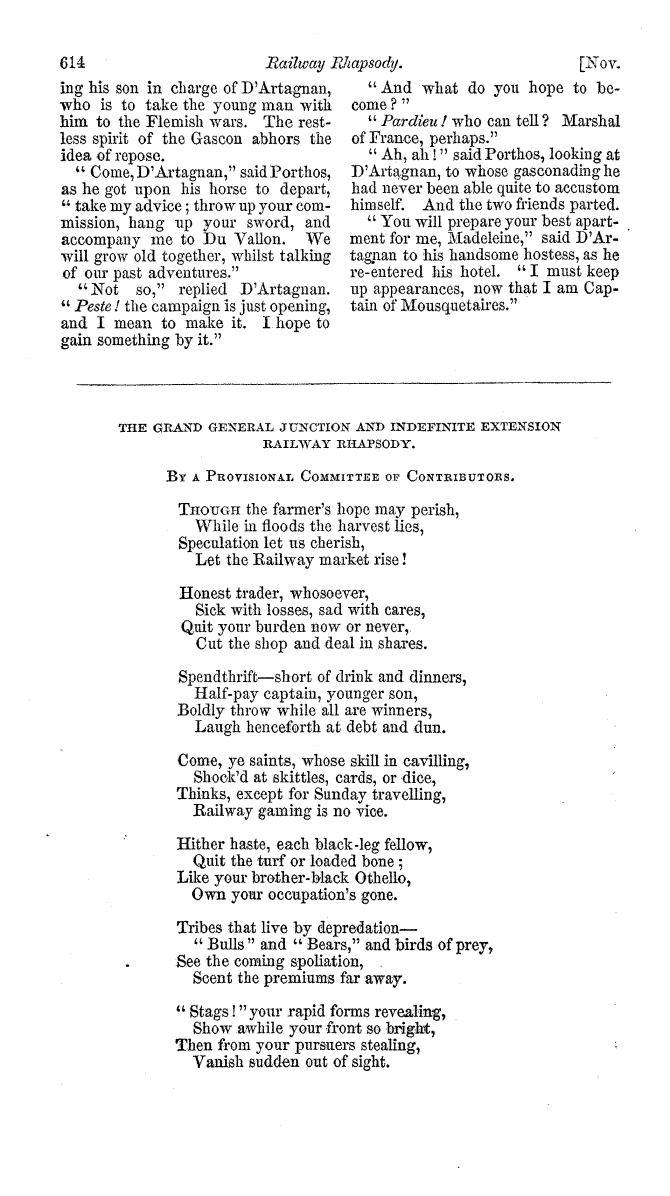 614 Railway Rhapsody. [Nov.
ing his son in charge of D'Artagnan,
who is to take the young man with
him to the Flemish wars. The rest-
less spirit of the Gascon abhors the
idea of repose.
“ Come, D'Artagnan,” said Porthos,
as he got upon his horse to depart,
“ take my advice ; throw up your com-
mission, hang up your sword, and
accompany me to Du Vallon. We
will grow old together, whilst talking
of our past adventures.”
“ Not so,” replied D'Artagnan.
“ Peste ! the campaign is just opening,
and I mean to make it. I hope to
gain something by it.”
“ And what do you hope to be-
come ? ”
“ Pardieu ! who can tell ? Marshal
of France, perhaps.”
“ Ah, ah ! ” said Porthos, looking at
D'Artagnan, to whose gasconading he
had never been able quite to accustom
himself. And the two friends parted.
“ You will prepare your best apart-
ment for me, Madeleine,” said D'Ar-
tagnan to his handsome hostess, as he
re-entered his hotel. “ I must keep
up appearances, now that I am Cap-
tain of Mousquetaires.”
THE GRAND GENERAL JUNCTION AND INDEFINITE EXTENSION
RAILWAY RHAPSODY.
BY A PROVISIONAL COMMITTEE OF CONTRIBUTORS.
THOUGH the farmer's hope may perish,
While in floods the harvest lies,
Speculation let us cherish,
Let the Railway market rise !
Honest trader, whosoever,
Sick with losses, sad with cares,
Quit your burden now or never,
Cut the shop and deal in shares.
Spendthrift—short of drink and dinners,
Half-pay captain, younger son,
Boldly throw while all are winners,
Laugh henceforth at debt and dun.
Come, ye saints, whose skill in cavilling,
Shock'd at skittles, cards, or dice,
Thinks, except for Sunday travelling,
Railway gaming is no vice.
Hither haste, each black-leg fellow,
Quit the turf or loaded bone ;
Like your brother-black Othello,
Own your occupation's gone.
Tribes that live by depredation—
“ Bulls ” and “ Bears,” and birds of prey,
See the coming spoliation,
Scent the premiums far away.
“ Stags ! ” your rapid forms revealing,
Show awhile your front so bright,
Then from your pursuers stealing,
Vanish sudden out of sight.